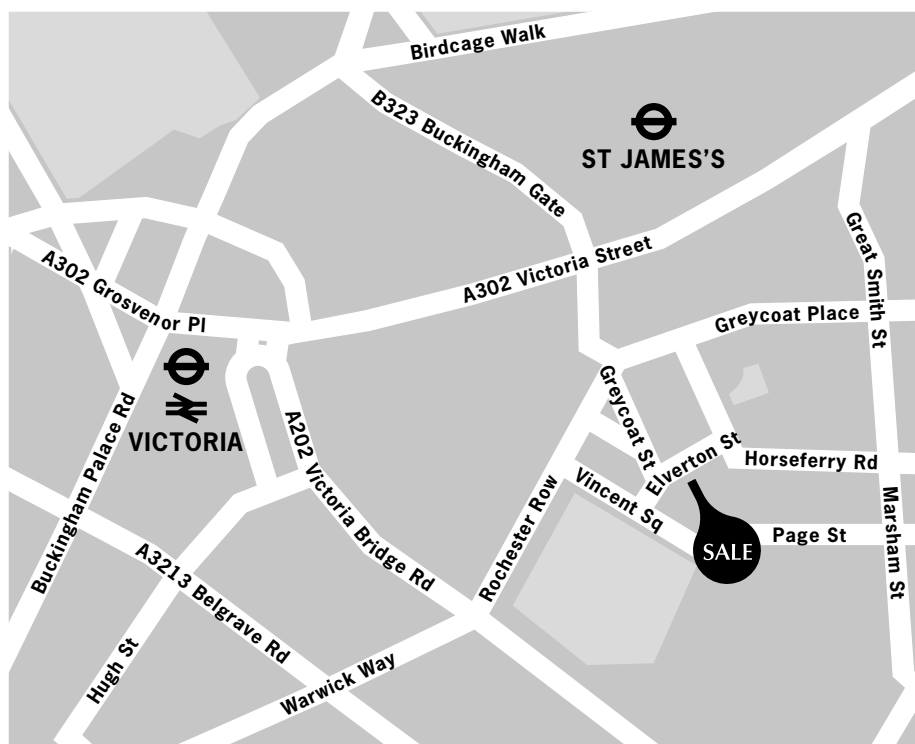 Birdcage Walk
B323 Buckingham Gate
ST JAMES'S
A302 Victoria Street
Great Smith St
A302 Grosvenor Pl
Greycoat Place
VICTORIA
Buckingham Palace Rd
A202 Victoria Bridge Rd
Greycoat St
Elverton St
Horseferry Rd
Vincent Sq
Rochester Row
Page St
SALE
Marsham St
A3213 Belgrave Rd
Hugh St
Warwick Way